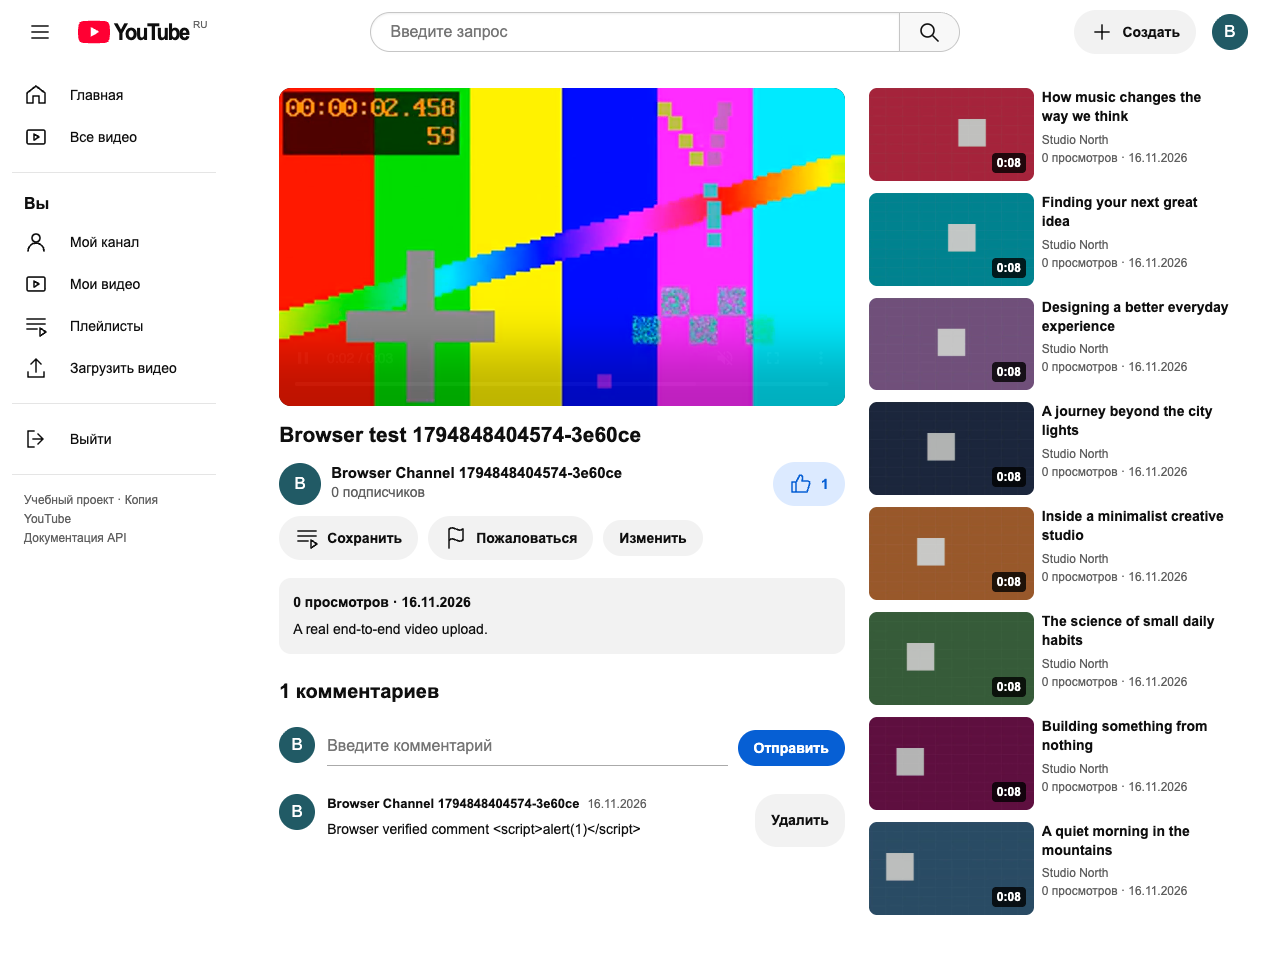 YouTube RU
Введите запрос
Создать
B
Главная
Все видео
Вы
Мой канал
Мои видео
Плейлисты
Загрузить видео
Выйти
Учебный проект · Копия
YouTube
Документация API
00:00:02.458
59
Browser test 1794848404574-3e60ce
B
Browser Channel 1794848404574-3e60ce
0 подписчиков
1
Сохранить
Пожаловаться
Изменить
0 просмотров · 16.11.2026
A real end-to-end video upload.
1 комментариев
B
Введите комментарий
Отправить
B
Browser Channel 1794848404574-3e60ce 16.11.2026
Browser verified comment <script>alert(1)</script>
Удалить
0:08
How music changes the
way we think
Studio North
0 просмотров · 16.11.2026
0:08
Finding your next great
idea
Studio North
0 просмотров · 16.11.2026
0:08
Designing a better everyday
experience
Studio North
0 просмотров · 16.11.2026
0:08
A journey beyond the city
lights
Studio North
0 просмотров · 16.11.2026
0:08
Inside a minimalist creative
studio
Studio North
0 просмотров · 16.11.2026
0:08
The science of small daily
habits
Studio North
0 просмотров · 16.11.2026
0:08
Building something from
nothing
Studio North
0 просмотров · 16.11.2026
0:08
A quiet morning in the
mountains
Studio North
0 просмотров · 16.11.2026